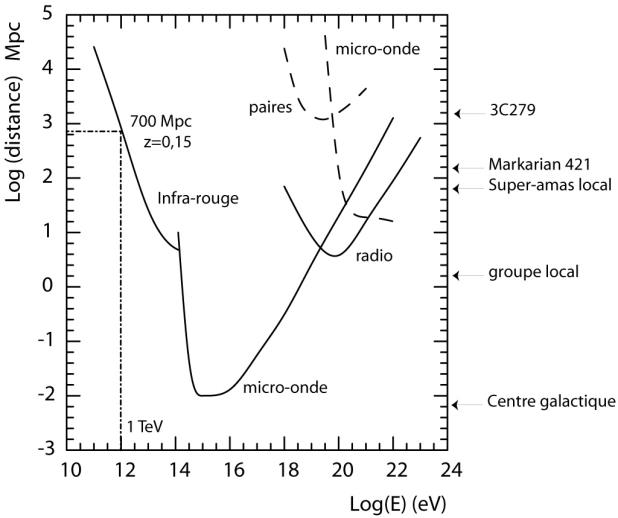 Log (distance) Mpc
5
4
3
2
1
0
-1
-2
-3
10
12
14
16
18
20
22
24
Log(E) (eV)
micro-onde
paires
700 Mpc
z=0,15
Infra-rouge
radio
micro-onde
1 TeV
3C279
Markarian 421
Super-amas local
groupe local
Centre galactique